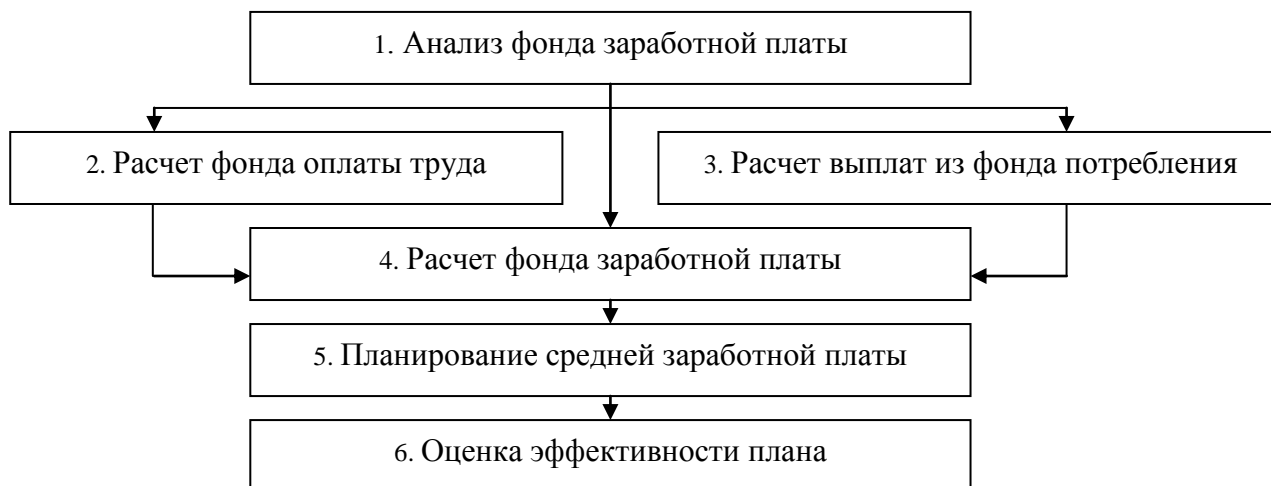 1. Анализ фонда заработной платы
2. Расчет фонда оплаты труда
3. Расчет выплат из фонда потребления
4. Расчет фонда заработной платы
5. Планирование средней заработной платы
6. Оценка эффективности плана